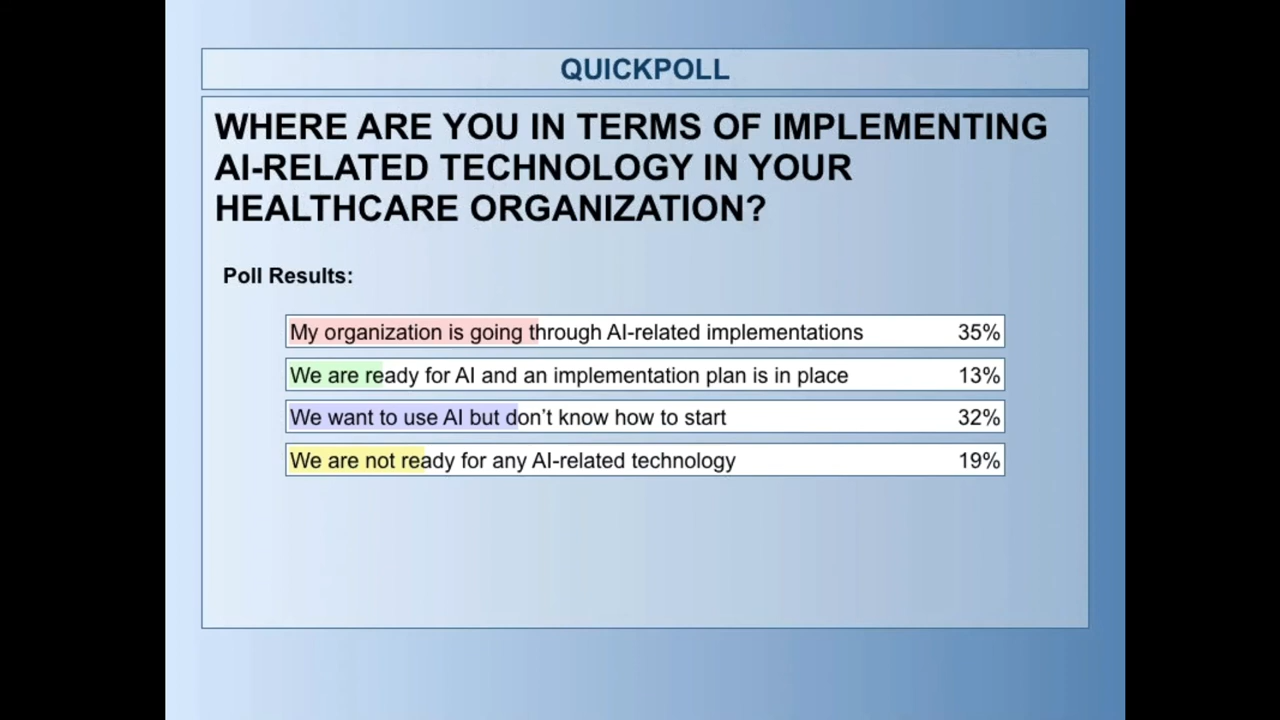 QUICKPOLL
WHERE ARE YOU IN TERMS OF IMPLEMENTING
AI-RELATED TECHNOLOGY IN YOUR
HEALTHCARE ORGANIZATION?
Poll Results:
My organization is going through AI-related implementations 35%
We are ready for AI and an implementation plan is in place 13%
We want to use AI but don’t know how to start 32%
We are not ready for any AI-related technology 19%